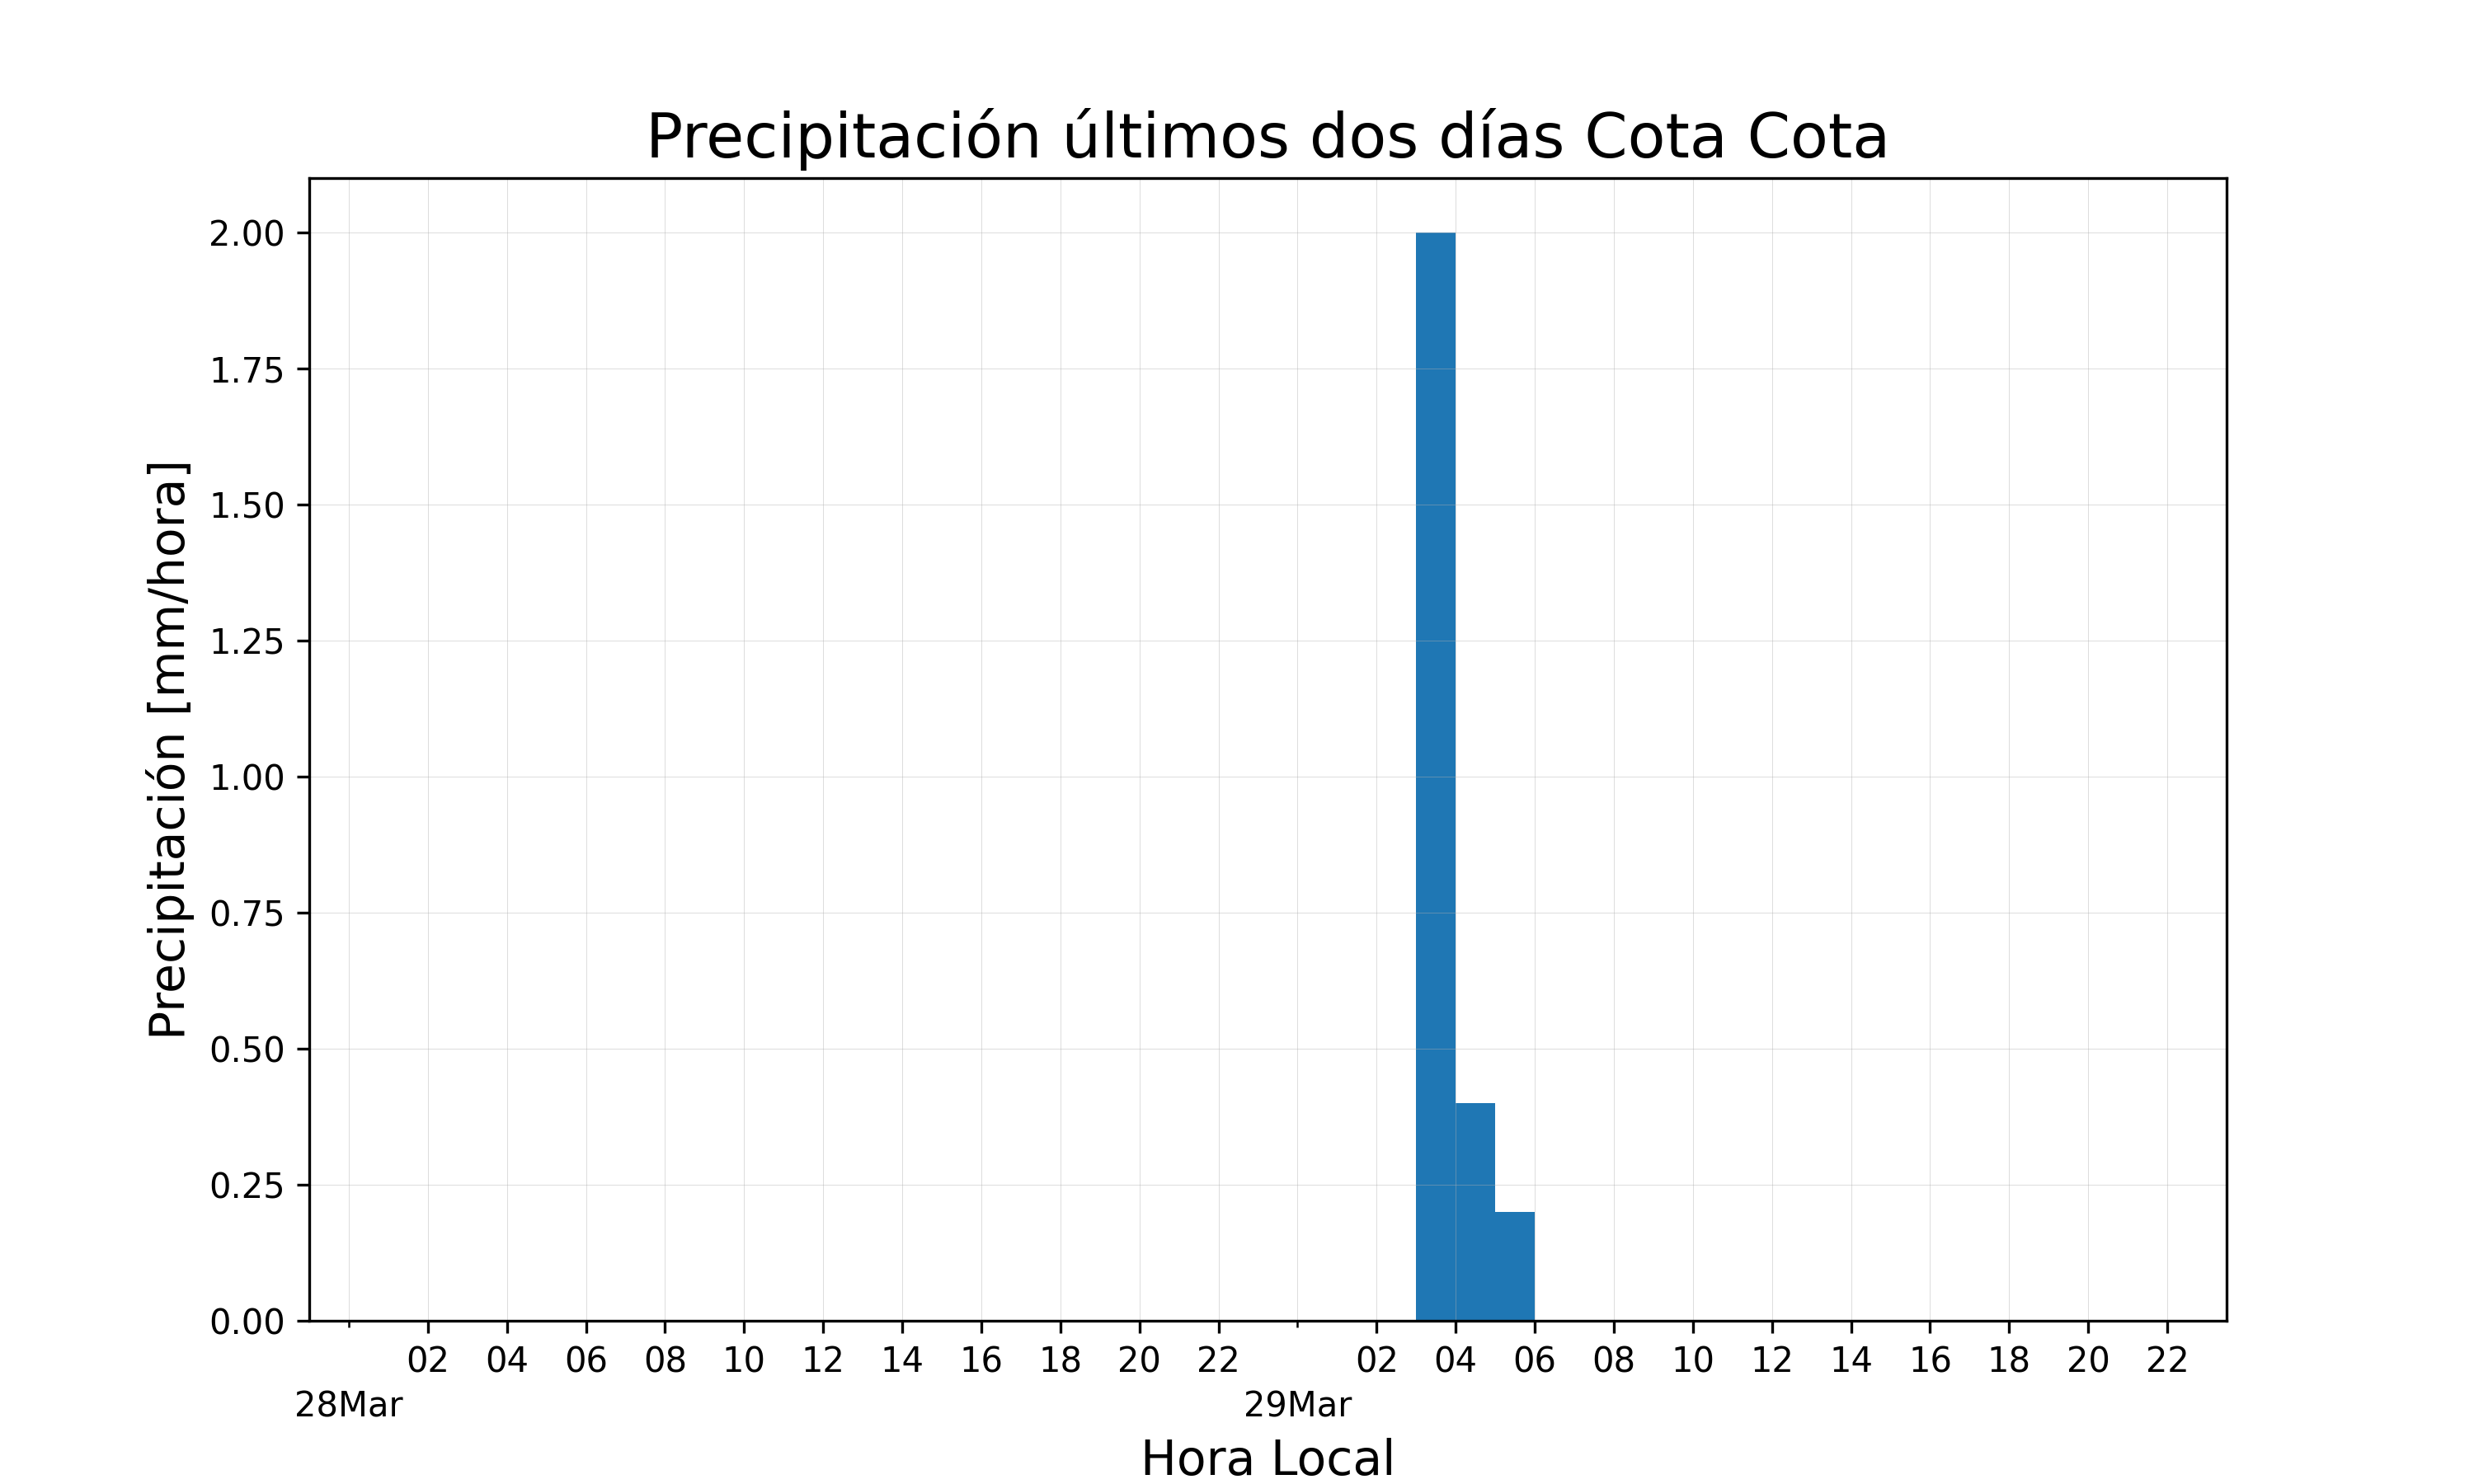 Precipitación últimos dos días Cota Cota
Precipitación [mm/hora]
2.00
1.75
1.50
1.25
1.00
0.75
0.50
0.25
0.00
02 04 06 08 10 12 14 16 18 20 22 02 04 06 08 10 12 14 16 18 20 22
28Mar 29Mar
Hora Local